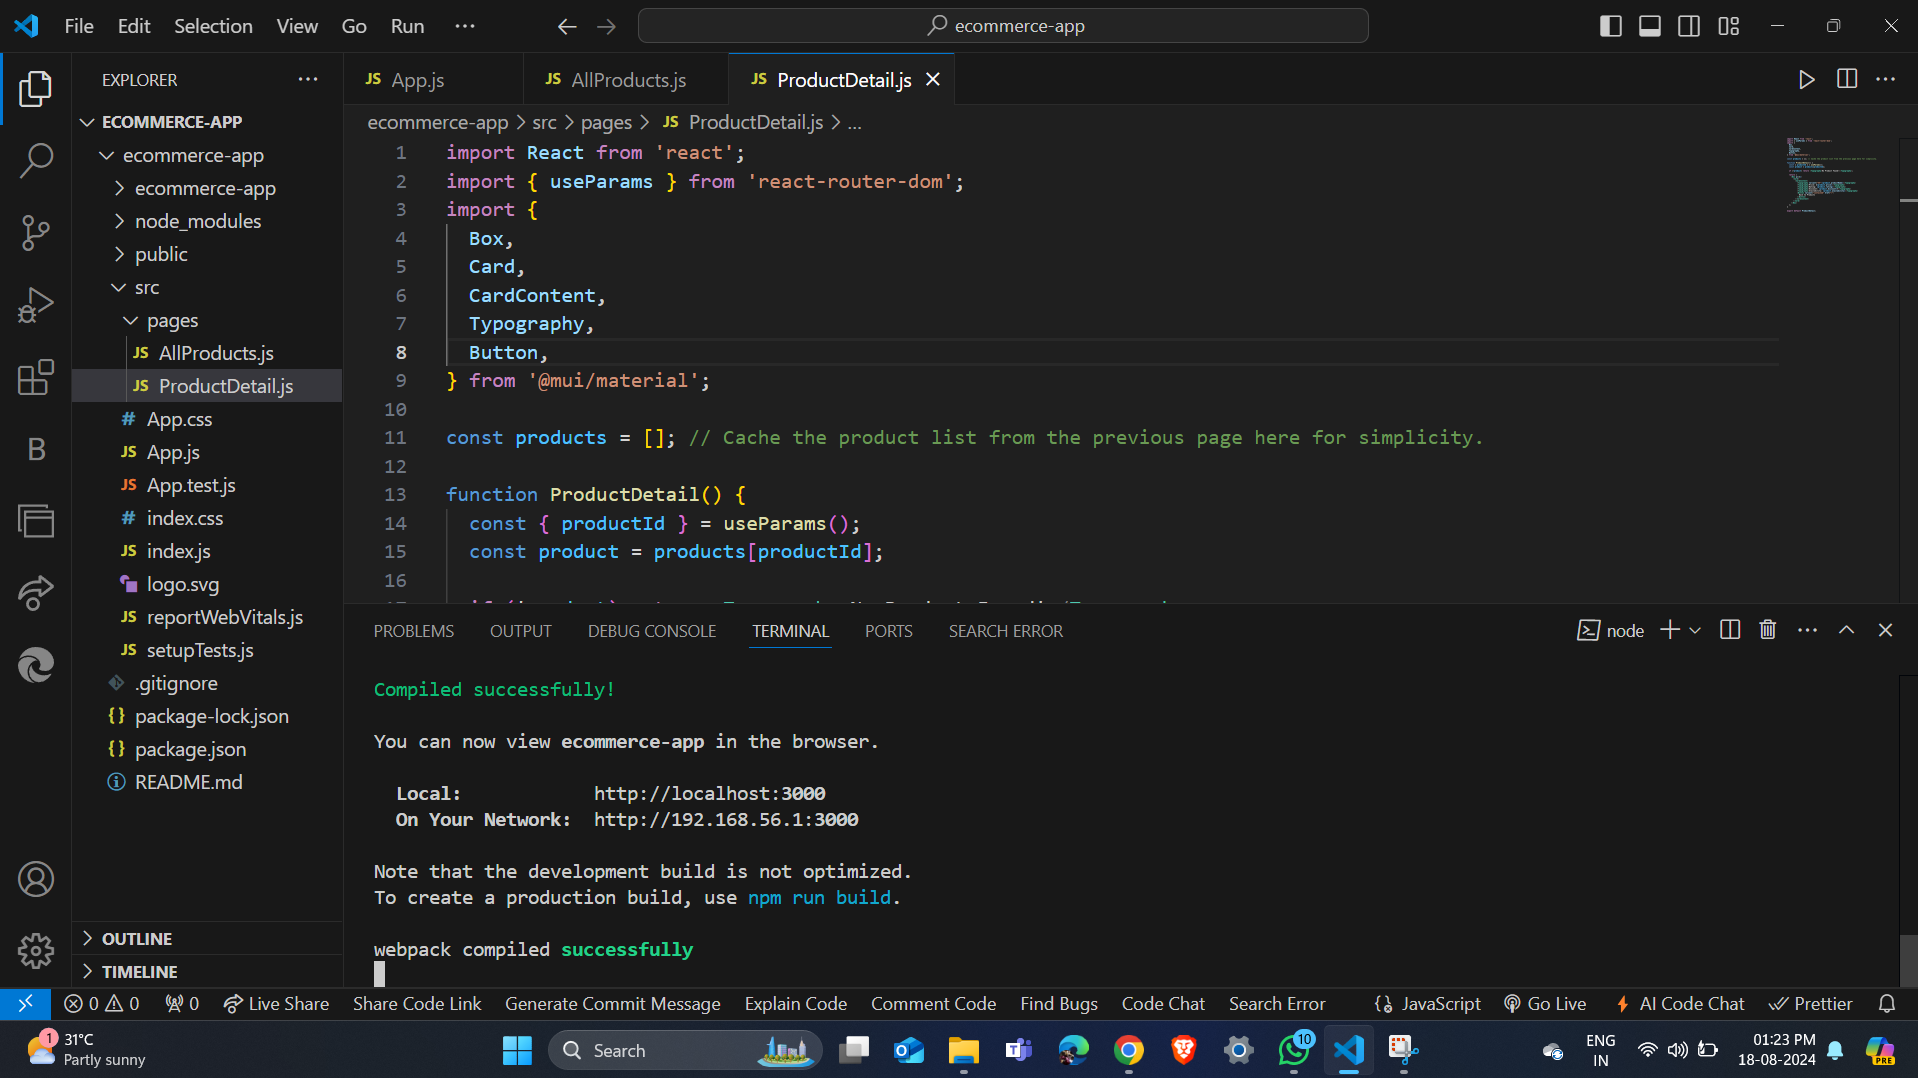 File Edit Selection View Go Run ··· ecommerce-app
EXPLORER ···
ECOMMERCE-APP
ecommerce-app
ecommerce-app
node_modules
public
src
pages
JS AllProducts.js
JS ProductDetail.js
# App.css
JS App.js
JS App.test.js
# index.css
JS index.js
logo.svg
JS reportWebVitals.js
JS setupTests.js
.gitignore
{} package-lock.json
{} package.json
README.md
OUTLINE
TIMELINE
B
JS App.js JS AllProducts.js JS ProductDetail.js
ecommerce-app > src > pages > JS ProductDetail.js > ...
1 import React from 'react';
2 import { useParams } from 'react-router-dom';
3 import {
4 Box,
5 Card,
6 CardContent,
7 Typography,
8 Button,
9 } from '@mui/material';
10
11 const products = []; // Cache the product list from the previous page here for simplicity.
12
13 function ProductDetail() {
14 const { productId } = useParams();
15 const product = products[productId];
16
PROBLEMS OUTPUT DEBUG CONSOLE TERMINAL PORTS SEARCH ERROR node
Compiled successfully!
You can now view ecommerce-app in the browser.
Local: http://localhost:3000
On Your Network: http://192.168.56.1:3000
Note that the development build is not optimized.
To create a production build, use npm run build.
webpack compiled successfully
0 0 0 Live Share Share Code Link Generate Commit Message Explain Code Comment Code Find Bugs Code Chat Search Error JavaScript Go Live AI Code Chat Prettier
1 31°C
Partly sunny
Search
10
ENG
IN
01:23 PM
18-08-2024
PRE